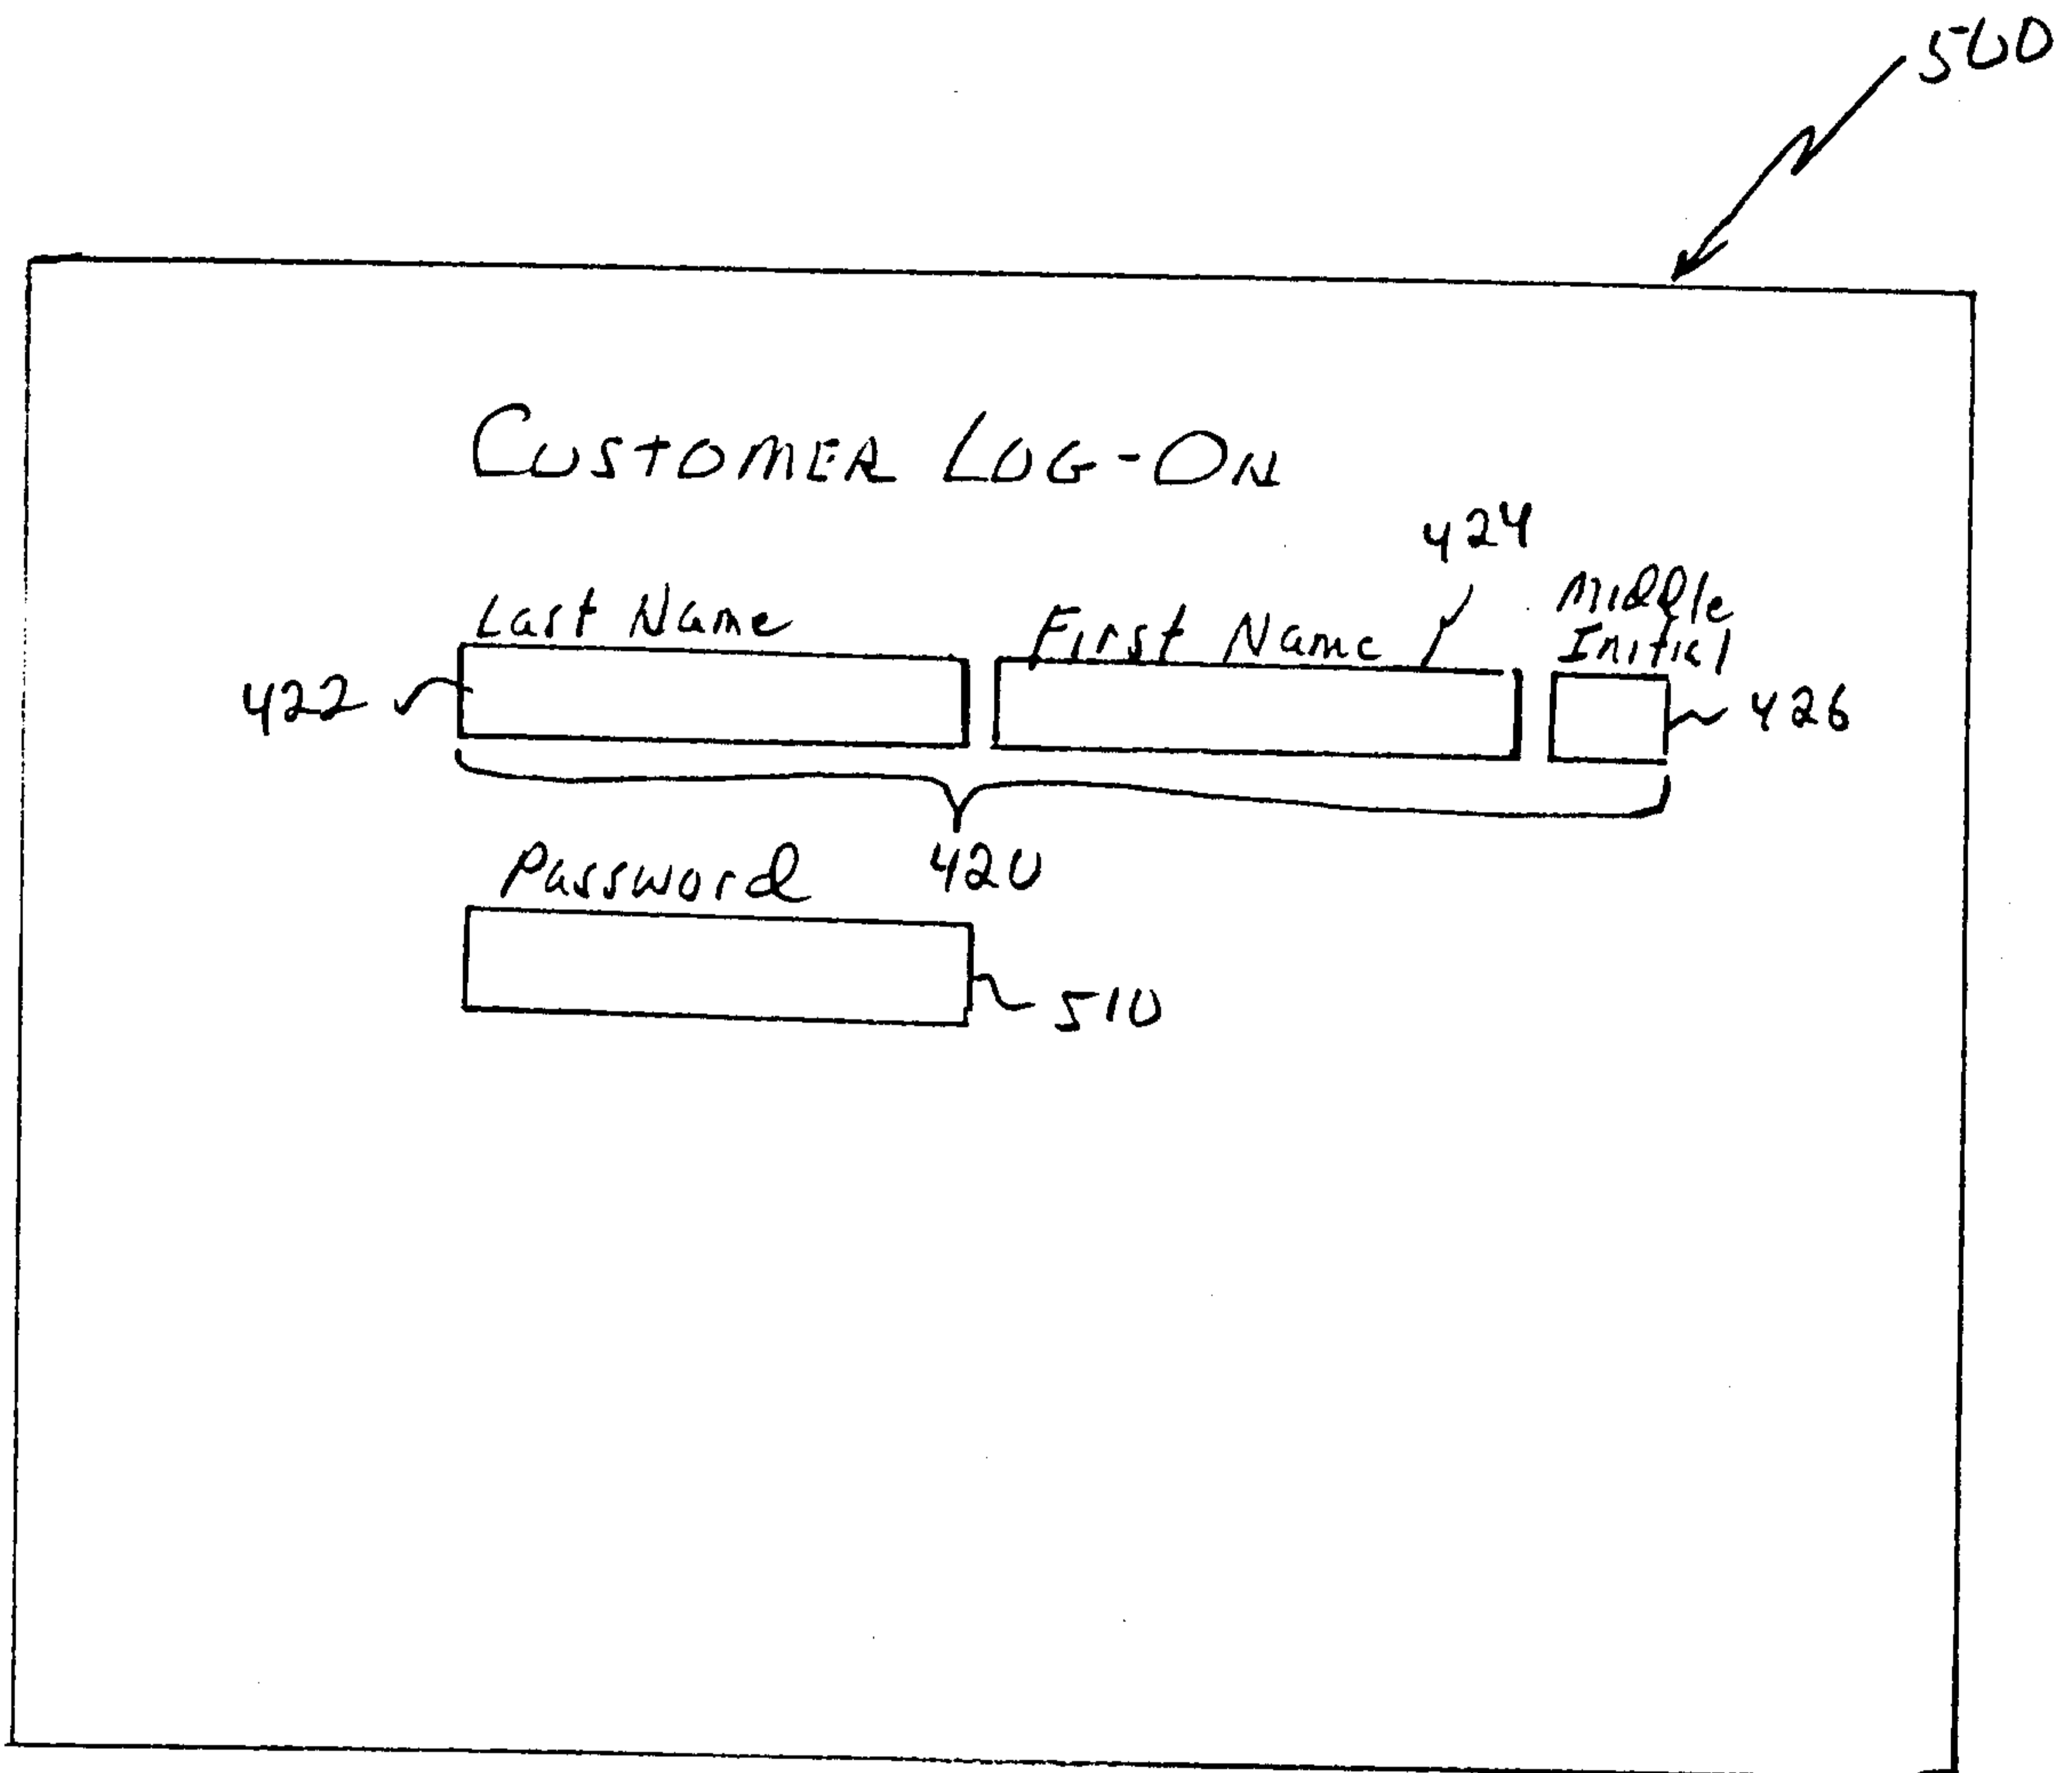 500
CUSTOMER LOG-ON
424
Last Name
First Name
Middle
Initial
422
426
420
Password
510